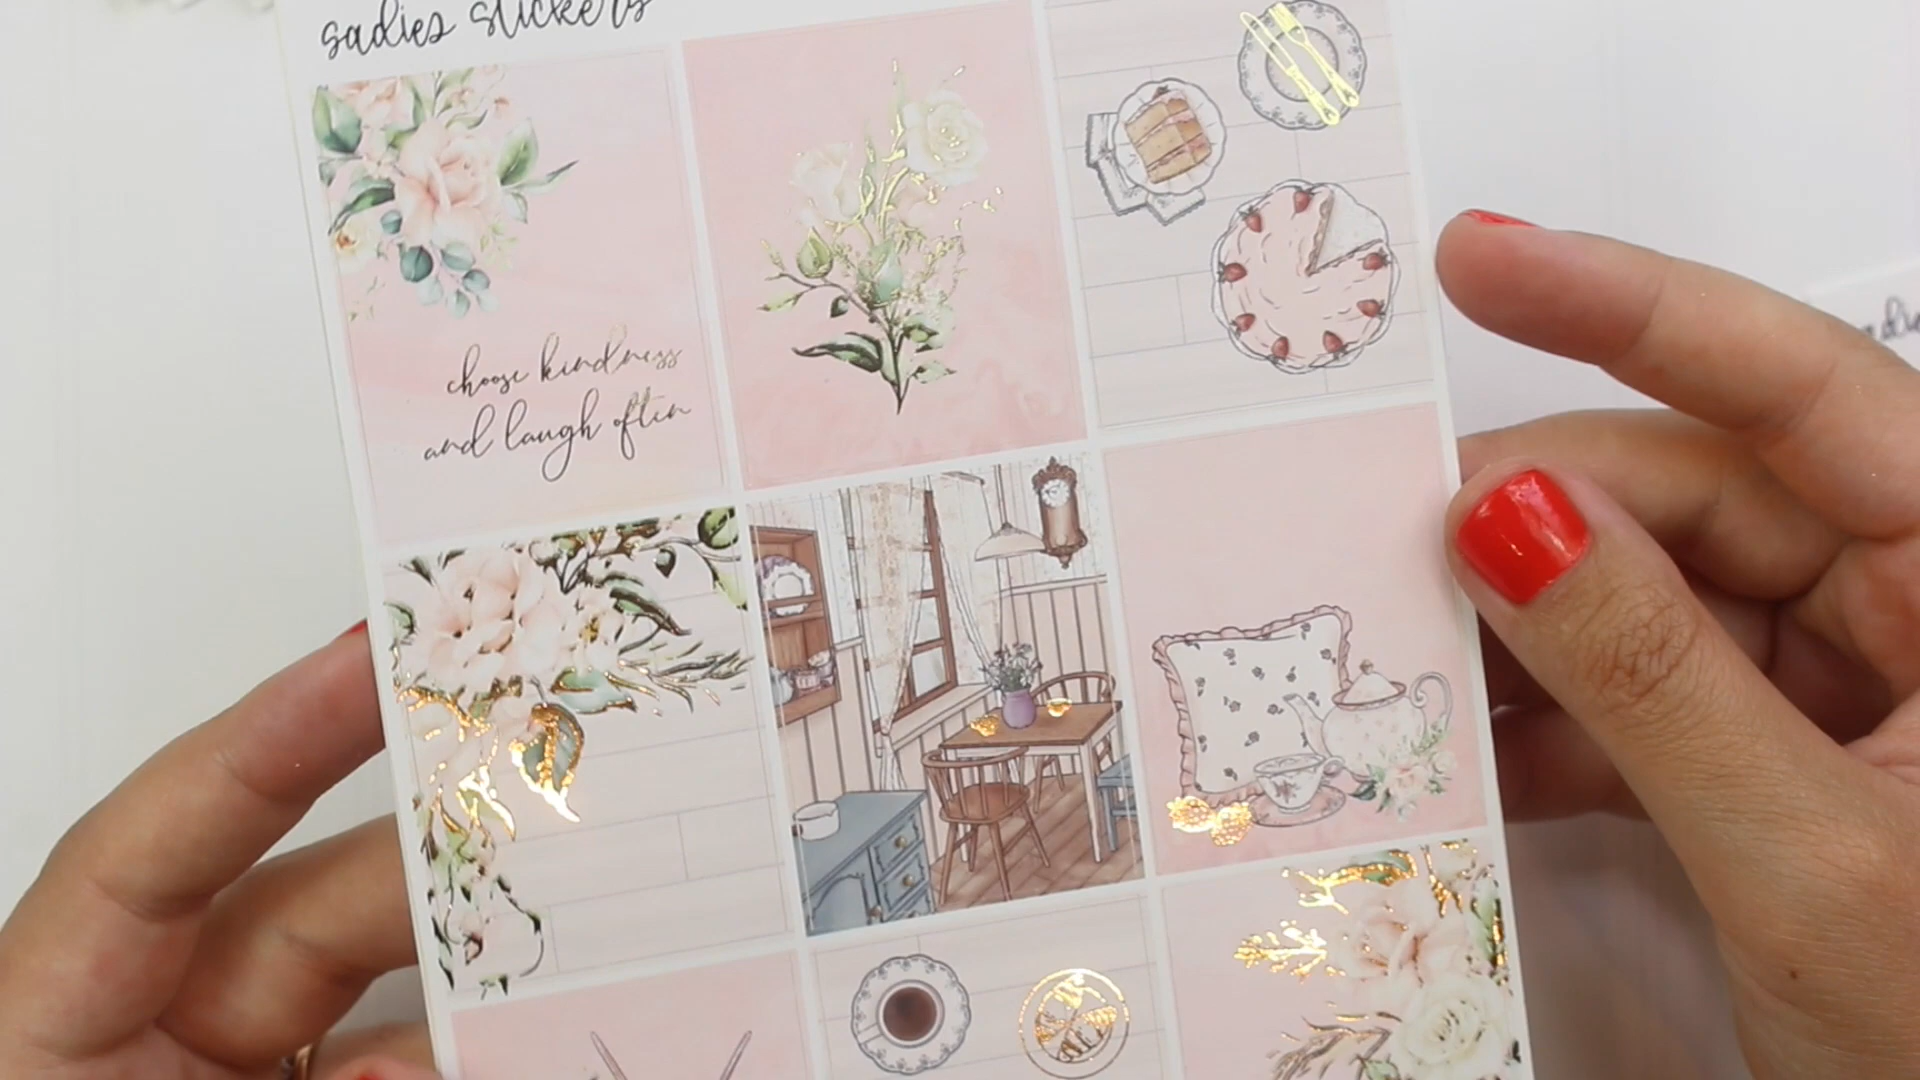 sadies stickers
choose kindness
and laugh often